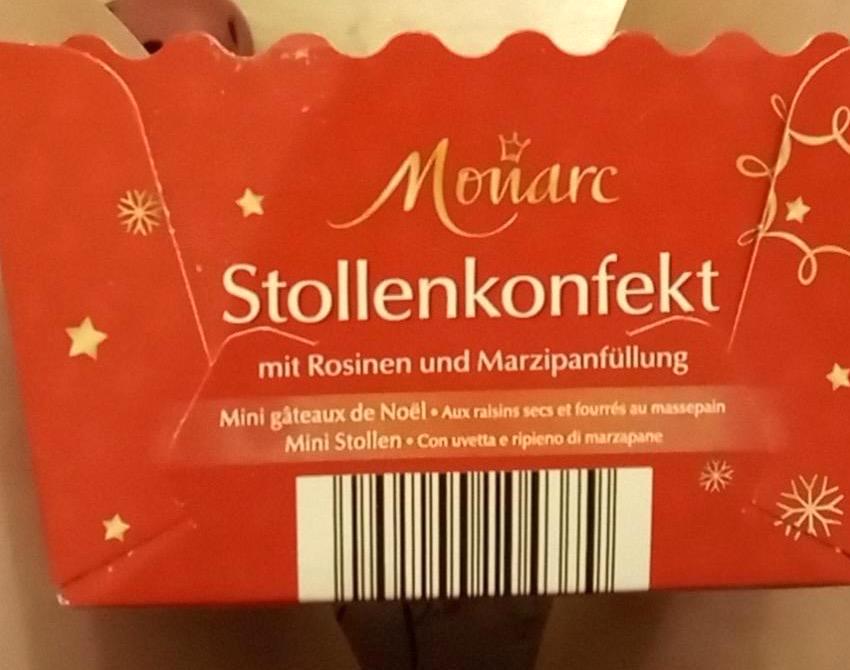 Monarc
Stollenkonfekt
mit Rosinen und Marzipanfüllung
Mini gâteaux de Noël • Aux raisins secs et fourrés au massepain
Mini Stollen • Con uvetta e ripieno di marzapane